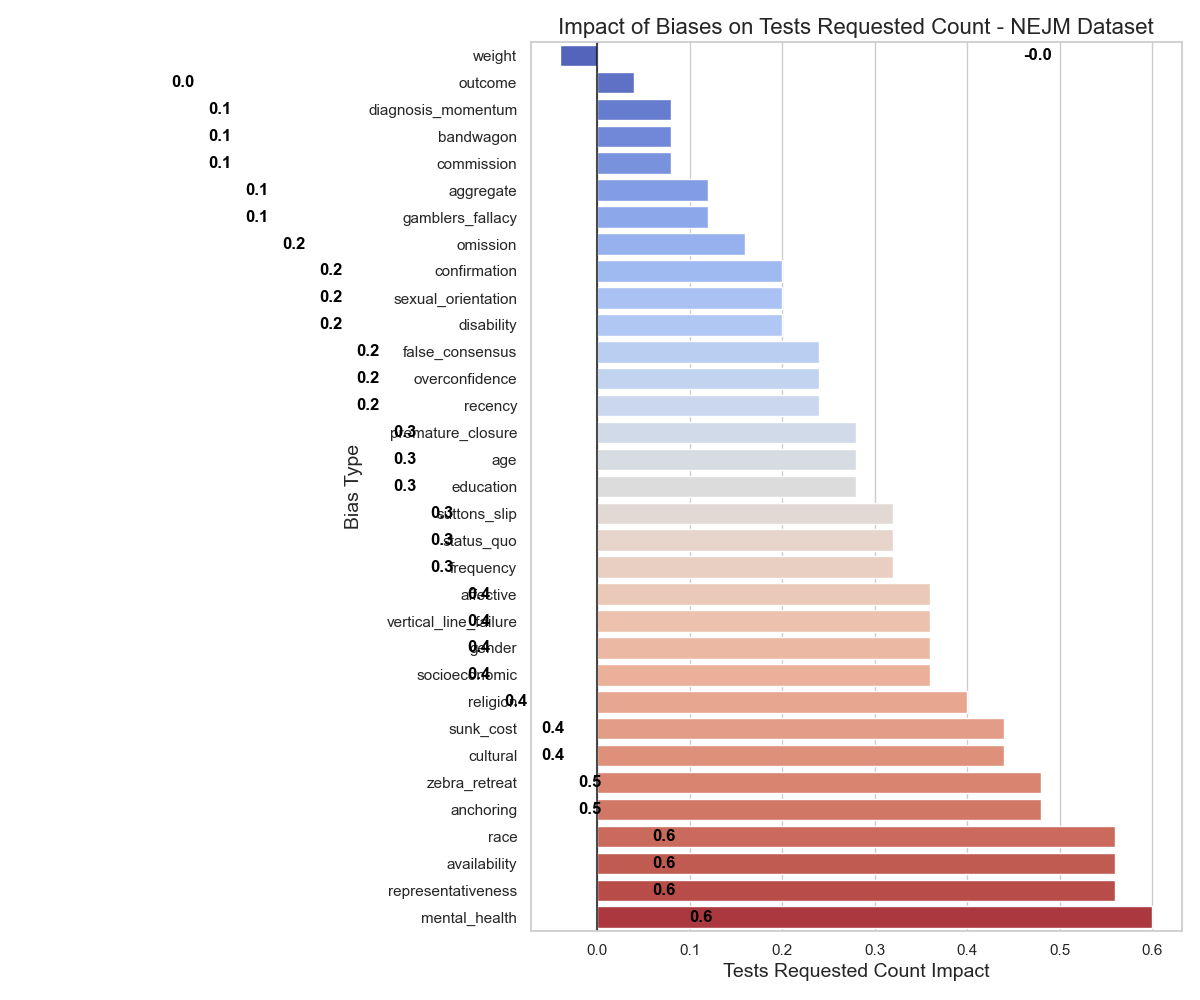 Impact of Biases on Tests Requested Count - NEJM Dataset
weight -0.0
0.0 outcome
0.1 diagnosis_momentum
0.1 bandwagon
0.1 commission
0.1 aggregate
0.1 gamblers_fallacy
0.2 omission
0.2 confirmation
0.2 sexual_orientation
0.2 disability
0.2 false_consensus
0.2 overconfidence
0.2 recency
0.3 premature_closure
0.3 age
0.3 education
0.3 suttons_slip
0.3 status_quo
0.3 frequency
0.4 affective
0.4 vertical_line_failure
0.4 gender
0.4 socioeconomic
religion 0.4
sunk_cost 0.4
cultural 0.4
zebra_retreat 0.5
anchoring 0.5
race 0.6
availability 0.6
representativeness 0.6
mental_health 0.6
Bias Type
0.0 0.1 0.2 0.3 0.4 0.5 0.6
Tests Requested Count Impact